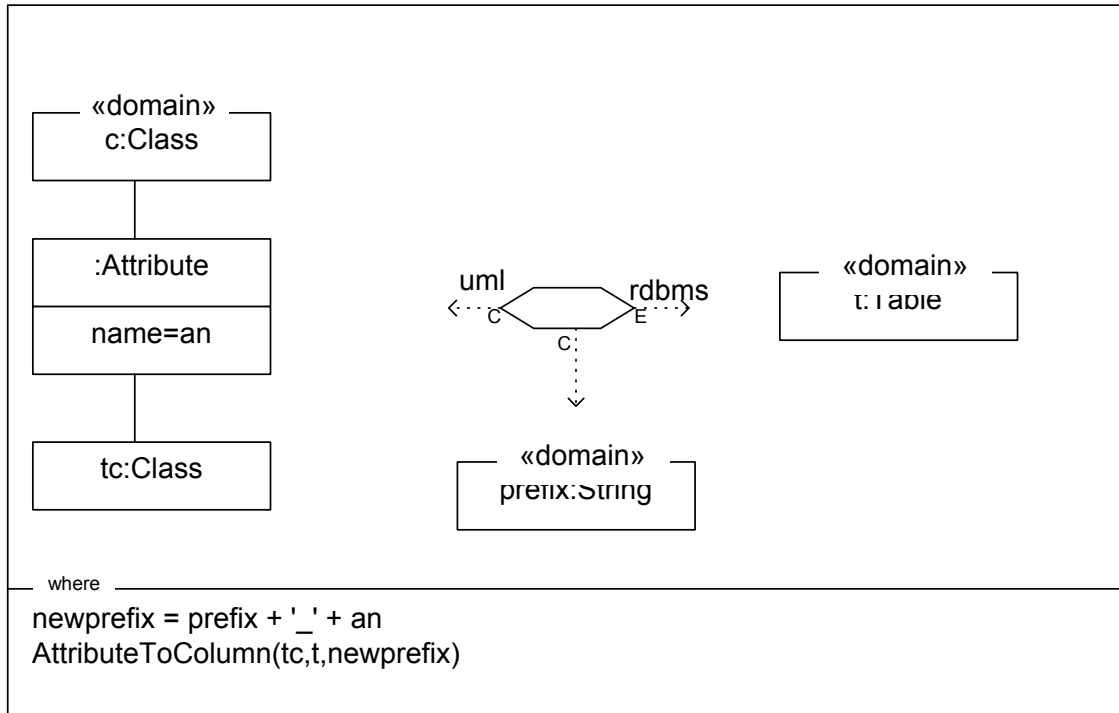 «domain»
c:Class
:Attribute
name=an
tc:Class
uml
rdbms
C
E
C
«domain»
t:Table
«domain»
prefix:String
where
newprefix = prefix + '_' + an
AttributeToColumn(tc,t,newprefix)